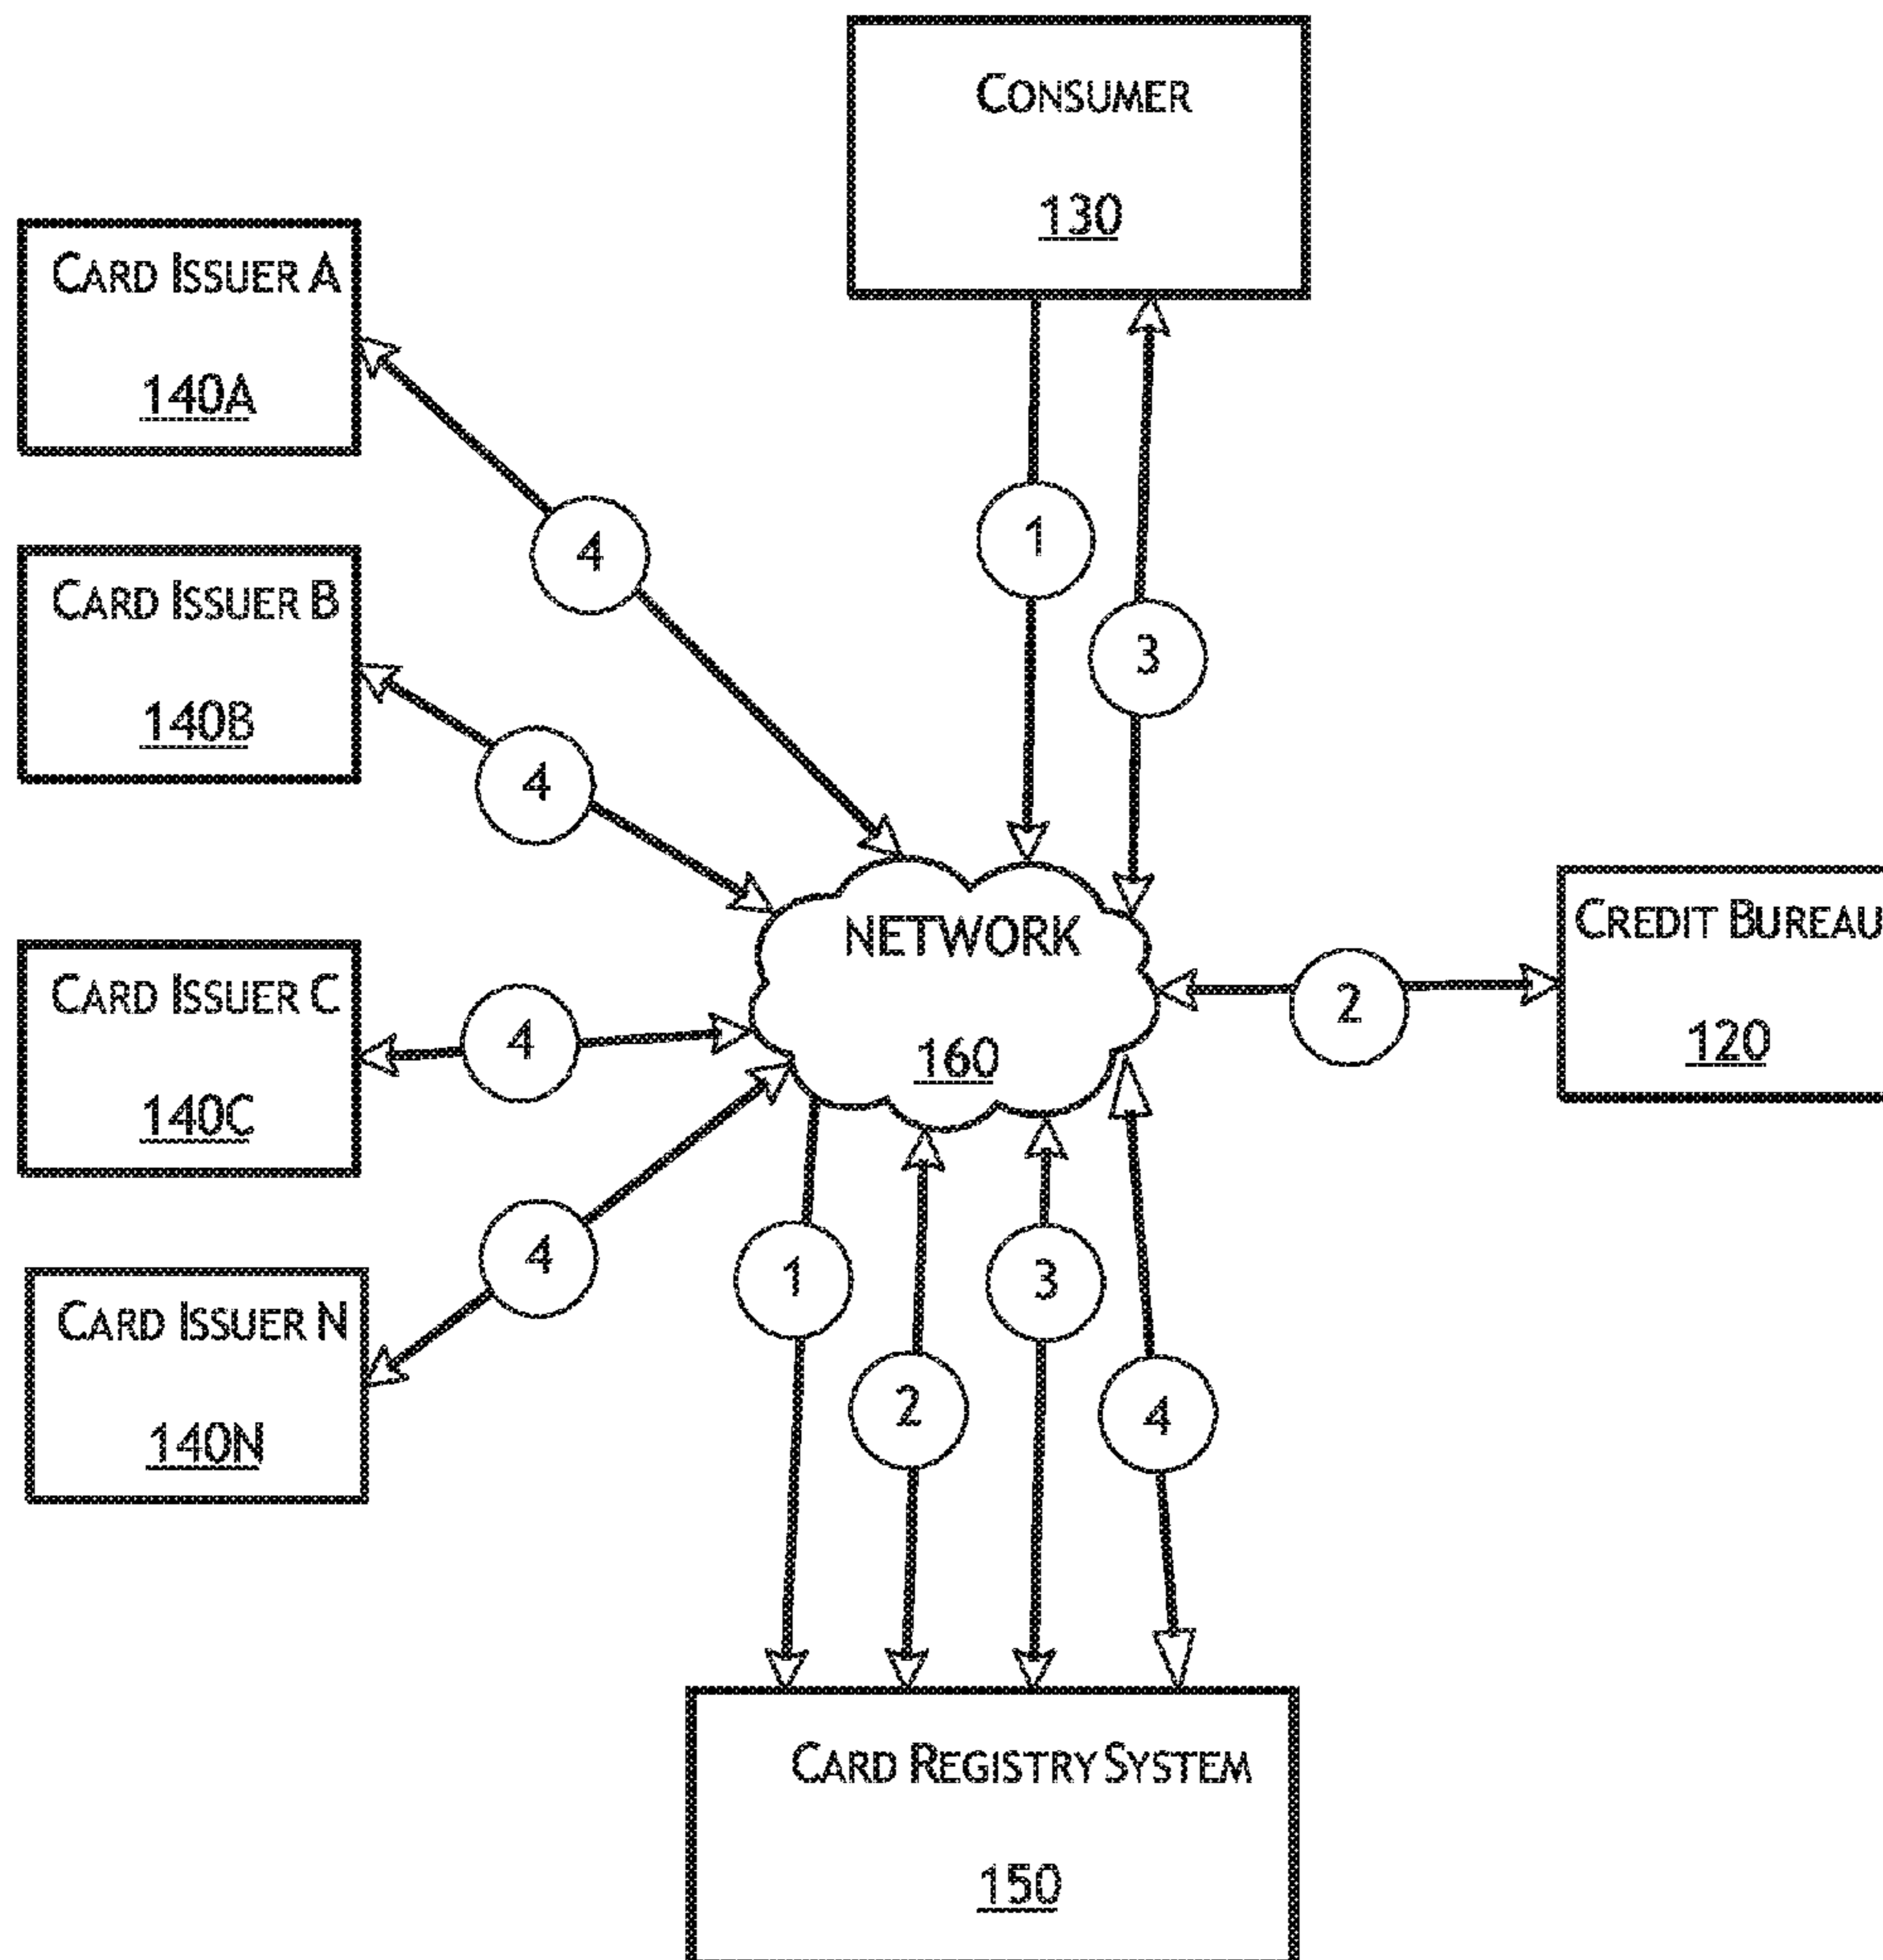 CONSUMER
130
CARD ISSUER A
140A
4
1
CARD ISSUER B
140B
3
4
NETWORK
160
CREDIT BUREAU
120
2
CARD ISSUER C
140C
4
4
CARD ISSUER N
140N
1
2
3
4
CARD REGISTRY SYSTEM
150